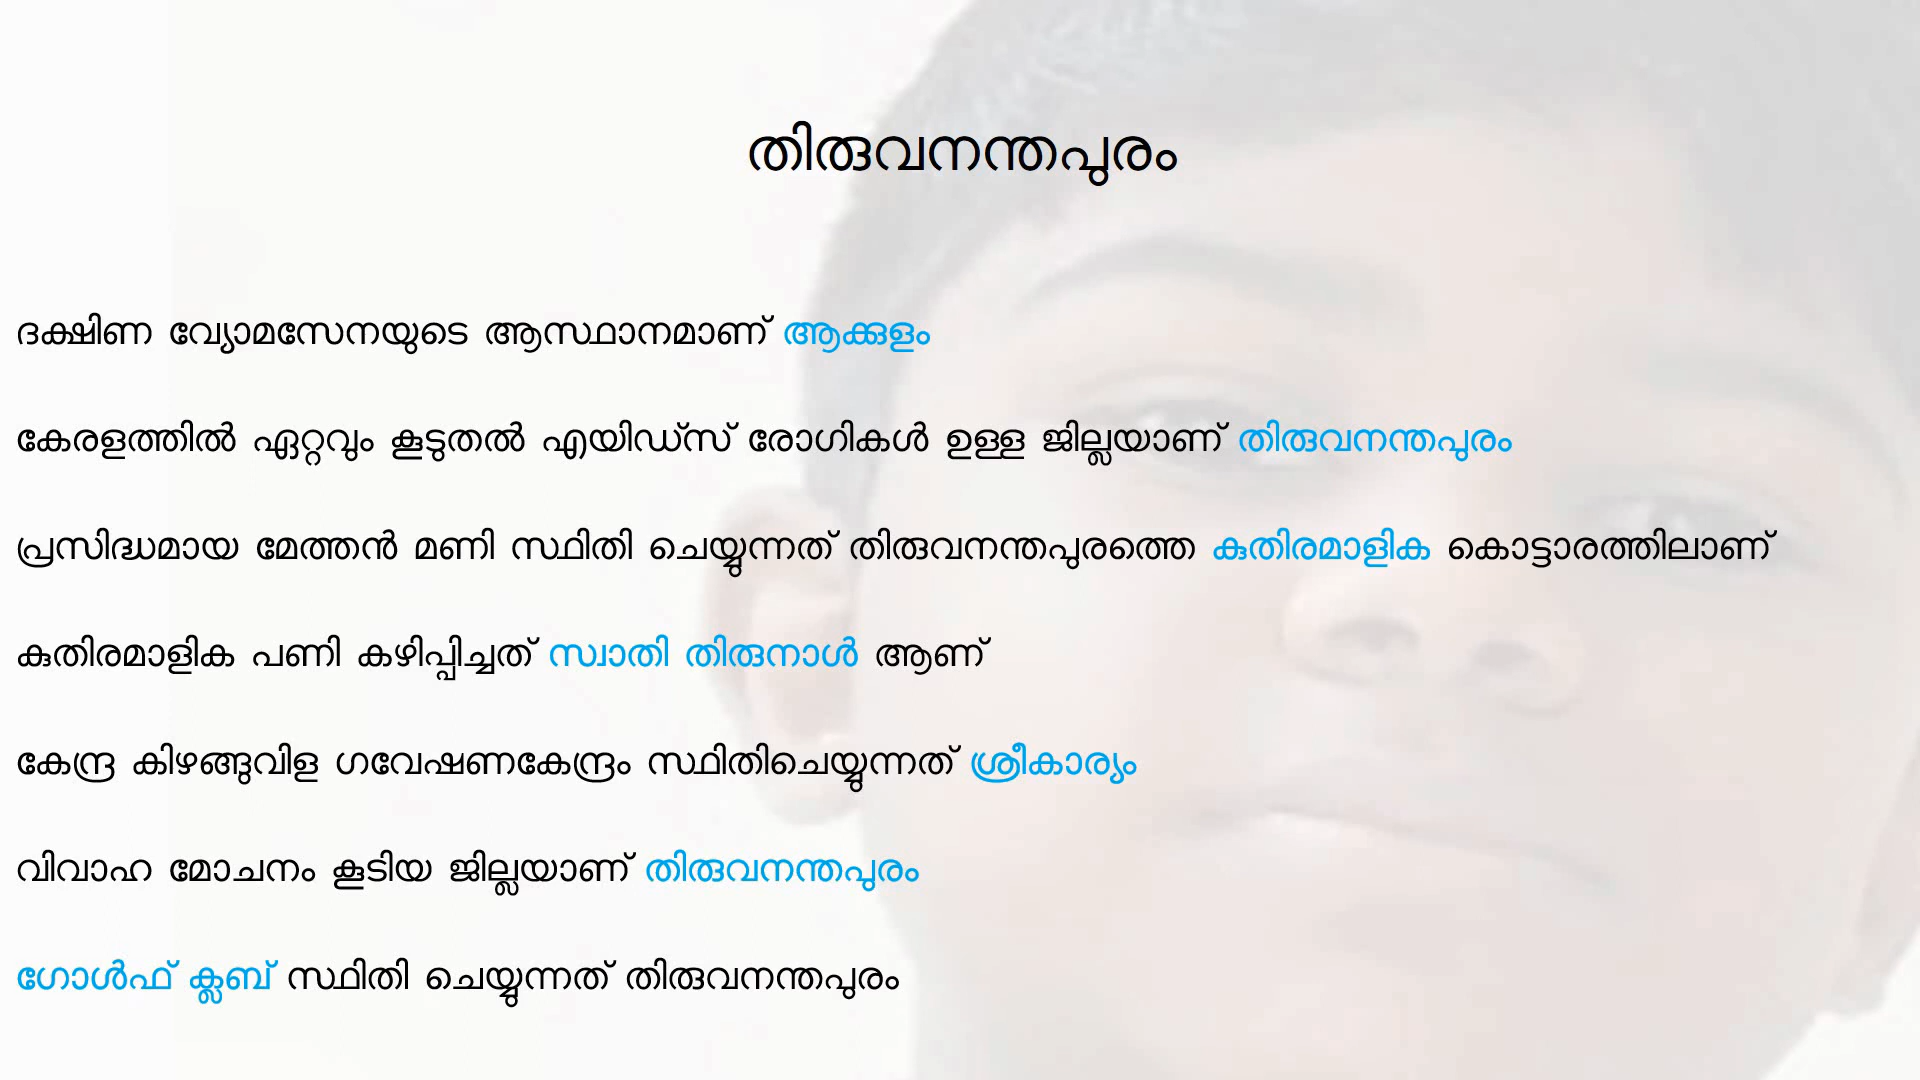 തിരുവനന്തപുരം
ദക്ഷിണ വ്യോമസേനയുടെ ആസ്ഥാനമാണ് ആക്കുളം
കേരളത്തിൽ ഏറ്റവും കൂടുതൽ എയിഡ്സ് രോഗികൾ ഉള്ള ജില്ലയാണ് തിരുവനന്തപുരം
പ്രസിദ്ധമായ മേത്തൻ മണി സ്ഥിതി ചെയ്യുന്നത് തിരുവനന്തപുരത്തെ കുതിരമാളിക കൊട്ടാരത്തിലാണ്
കുതിരമാളിക പണി കഴിപ്പിച്ചത് സ്വാതി തിരുനാൾ ആണ്
കേന്ദ്ര കിഴങ്ങുവിള ഗവേഷണകേന്ദ്രം സ്ഥിതിചെയ്യുന്നത് ശ്രീകാര്യം
വിവാഹ മോചനം കൂടിയ ജില്ലയാണ് തിരുവനന്തപുരം
ഗോൾഫ് ക്ലബ് സ്ഥിതി ചെയ്യുന്നത് തിരുവനന്തപുരം